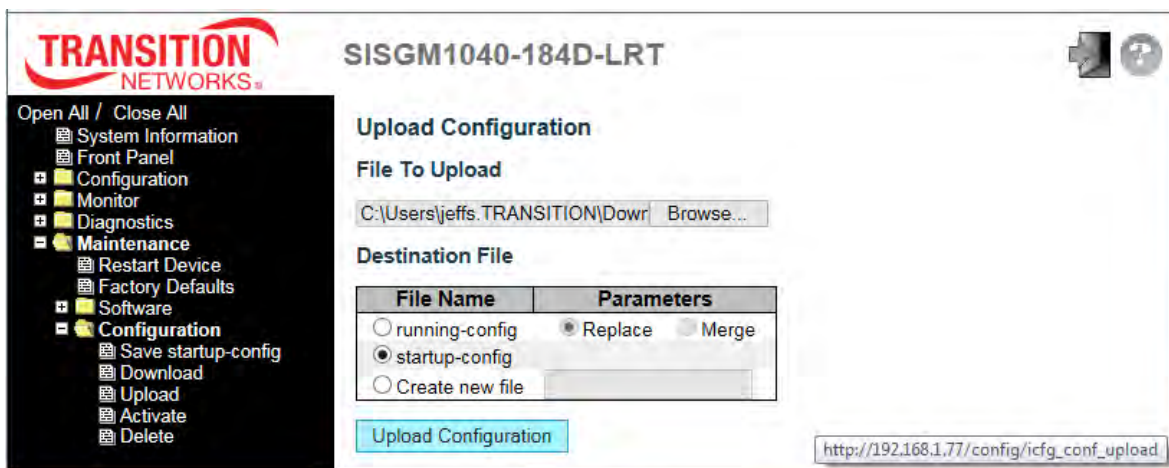 TRANSITION
NETWORKS®
SISGM1040-184D-LRT
?
Open All / Close All
System Information
Front Panel
Configuration
Monitor
Diagnostics
Maintenance
Restart Device
Factory Defaults
Software
Configuration
Save startup-config
Download
Upload
Activate
Delete
Upload Configuration
File To Upload
C:\Users\jeffs.TRANSITION\Dowr Browse...
Destination File
File Name Parameters
running-config Replace Merge
startup-config
Create new file
Upload Configuration
http://192.168.1.77/config/icfg_conf_upload